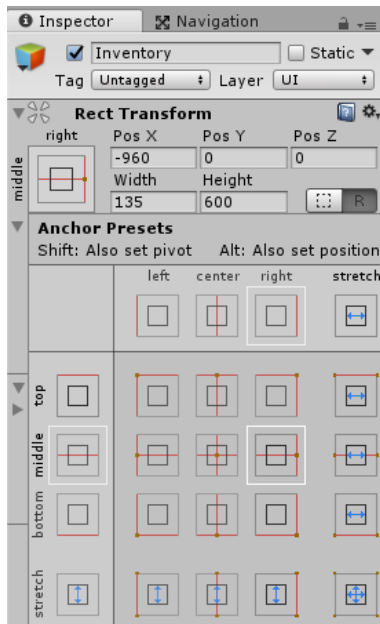 Inspector Navigation
Inventory Static
Tag Untagged Layer UI
Rect Transform
right Pos X Pos Y Pos Z
middle
-960 0 0
Width Height
135 600 R
Anchor Presets
Shift: Also set pivot Alt: Also set position
left center right stretch
top
middle
bottom
stretch